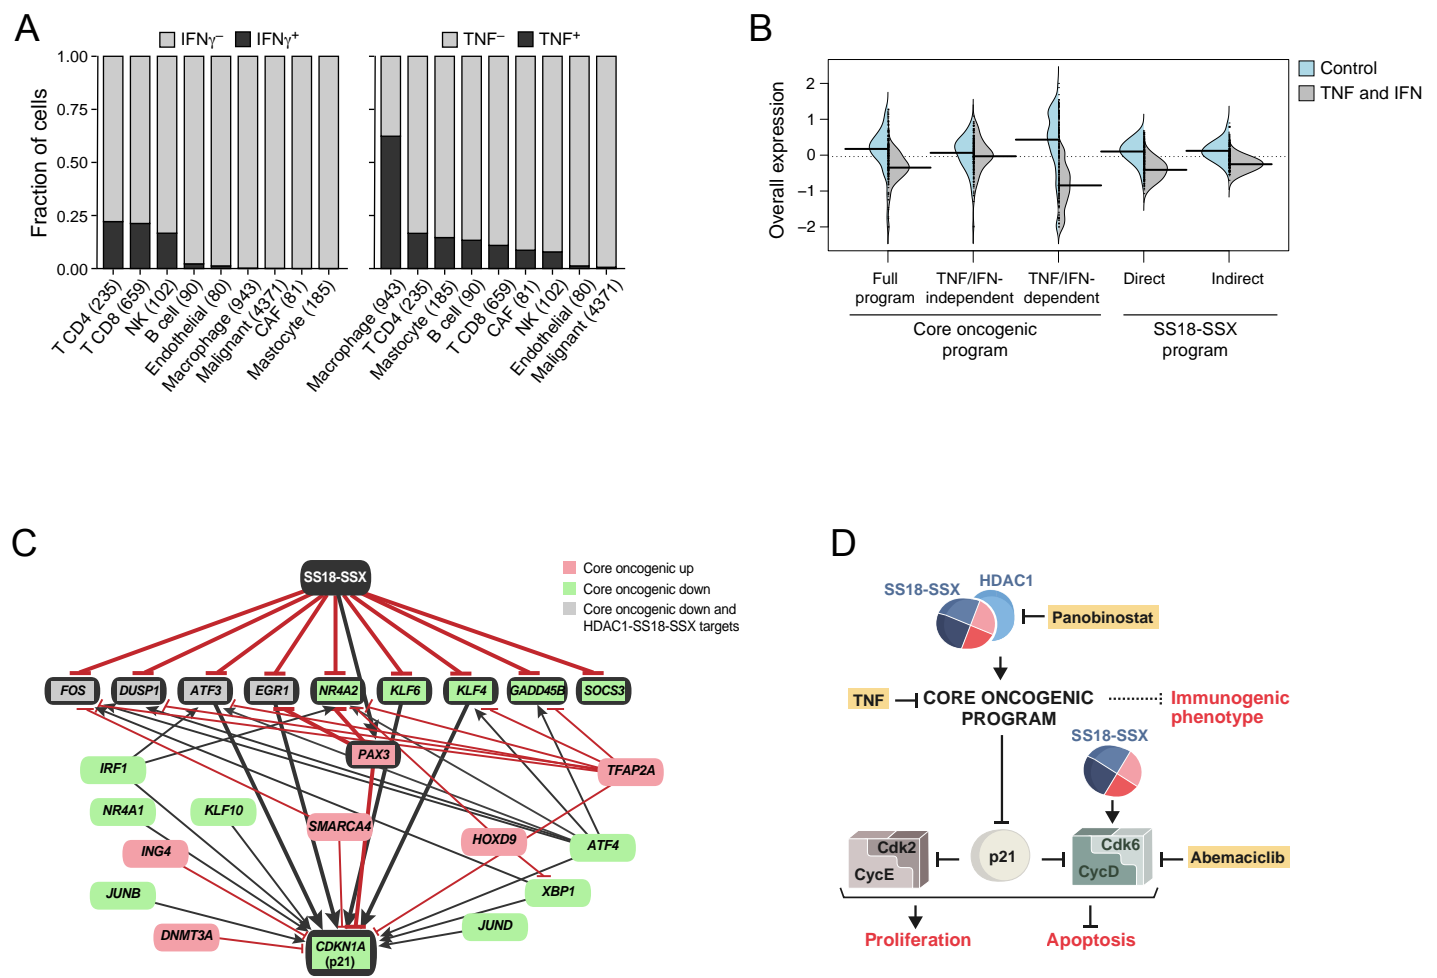 A
IFNγ– IFNγ+
TNF– TNF+
Fraction of cells
1.00
0.75
0.50
0.25
0.00
T CD4 (235)
T CD8 (659)
NK (102)
B cell (90)
Endothelial (80)
Macrophage (943)
Malignant (4371)
CAF (81)
Mastocyte (185)
Macrophage (943)
T CD4 (235)
Mastocyte (185)
B cell (90)
T CD8 (659)
CAF (81)
NK (102)
Endothelial (80)
Malignant (4371)
B
Control
TNF and IFN
Overall expression
2
1
0
−1
−2
Full
program
TNF/IFN-
independent
TNF/IFN-
dependent
Direct
Indirect
Core oncogenic
program
SS18-SSX
program
C
SS18-SSX
Core oncogenic up
Core oncogenic down
Core oncogenic down and
HDAC1-SS18-SSX targets
FOS
DUSP1
ATF3
EGR1
NR4A2
KLF6
KLF4
GADD45B
SOCS3
PAX3
IRF1
TFAP2A
NR4A1
KLF10
SMARCA4
HOXD9
ATF4
ING4
JUNB
XBP1
JUND
DNMT3A
CDKN1A
(p21)
D
SS18-SSX
HDAC1
Panobinostat
TNF
CORE ONCOGENIC
PROGRAM
Immunogenic
phenotype
SS18-SSX
Cdk2
CycE
p21
Cdk6
CycD
Abemaciclib
Proliferation
Apoptosis